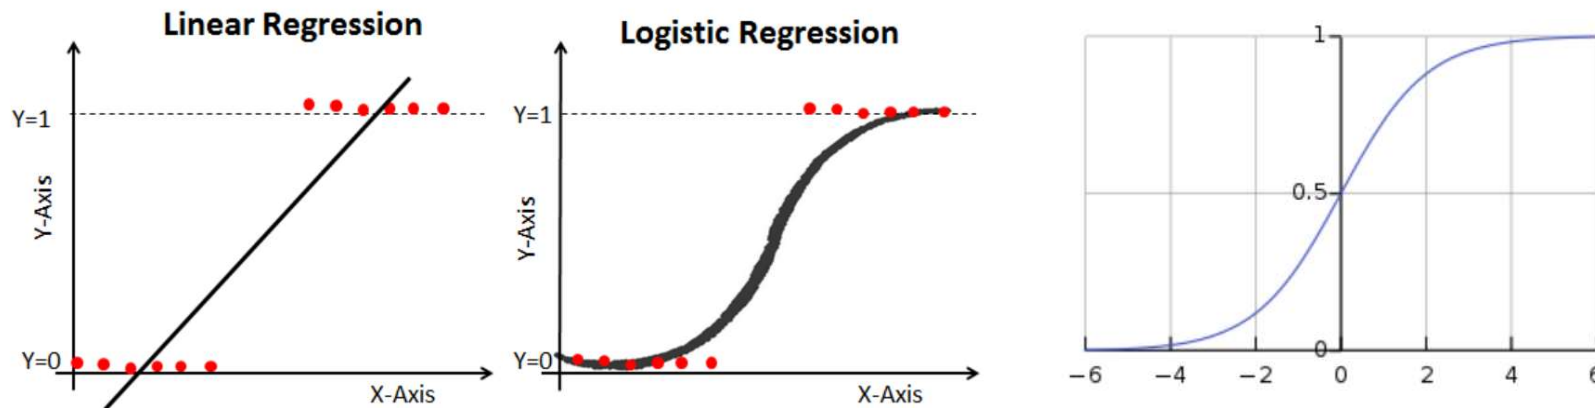 Linear Regression
Y=1
Y-Axis
Y=0
X-Axis
Logistic Regression
Y=1
Y-Axis
Y=0
X-Axis
1
0.5
0
−6 −4 −2 0 2 4 6